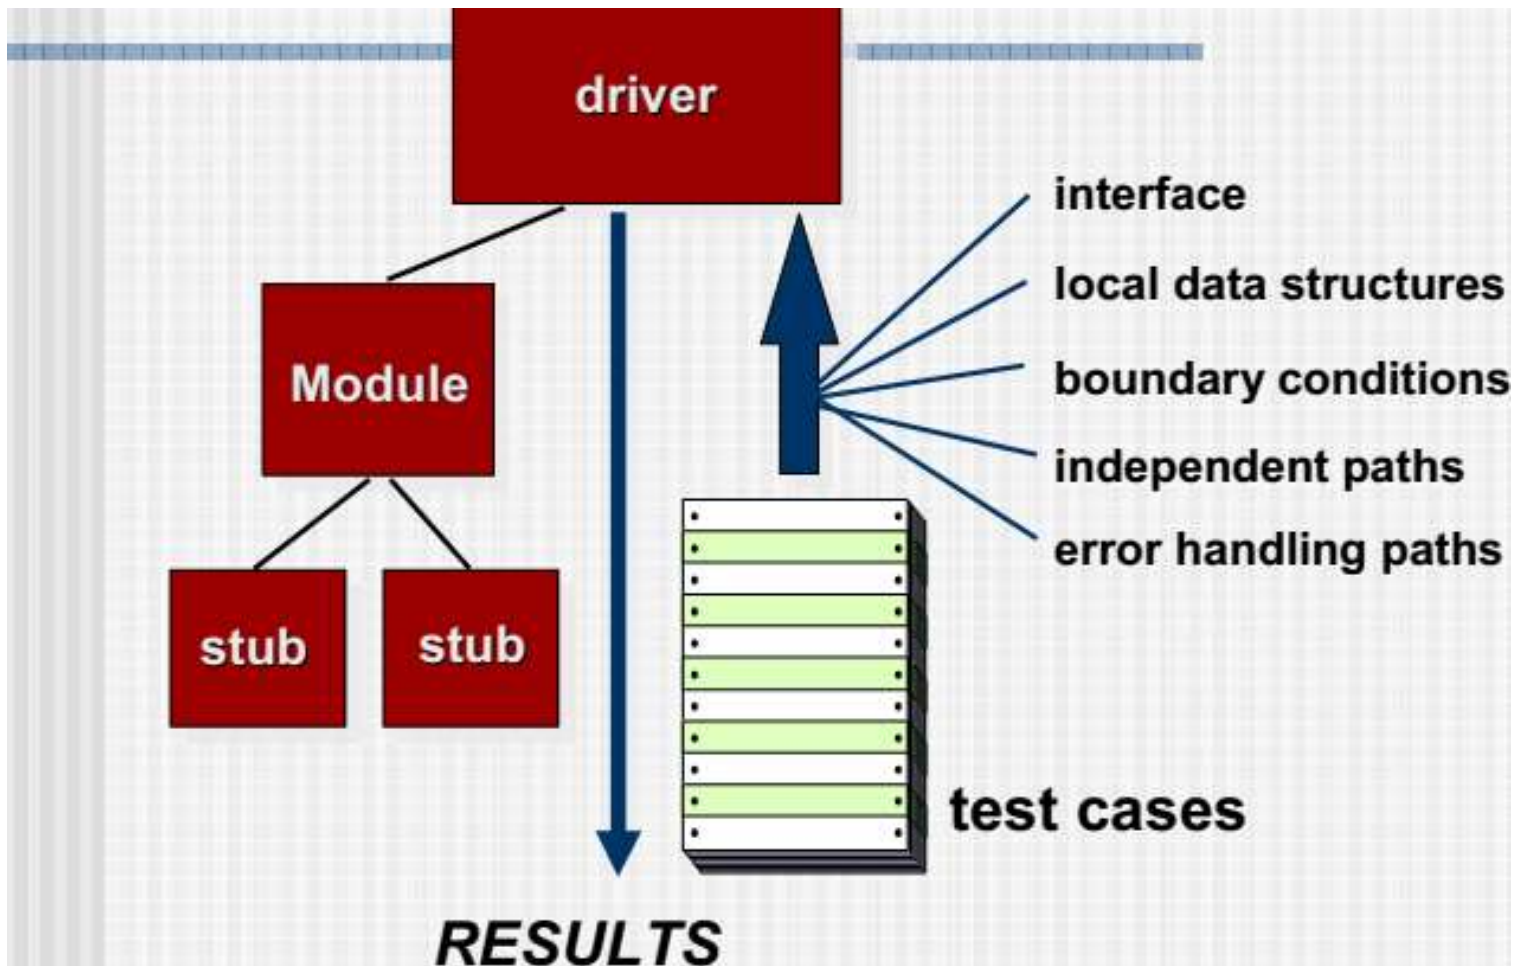 driver
interface
local data structures
boundary conditions
independent paths
error handling paths
Module
stub
stub
test cases
RESULTS